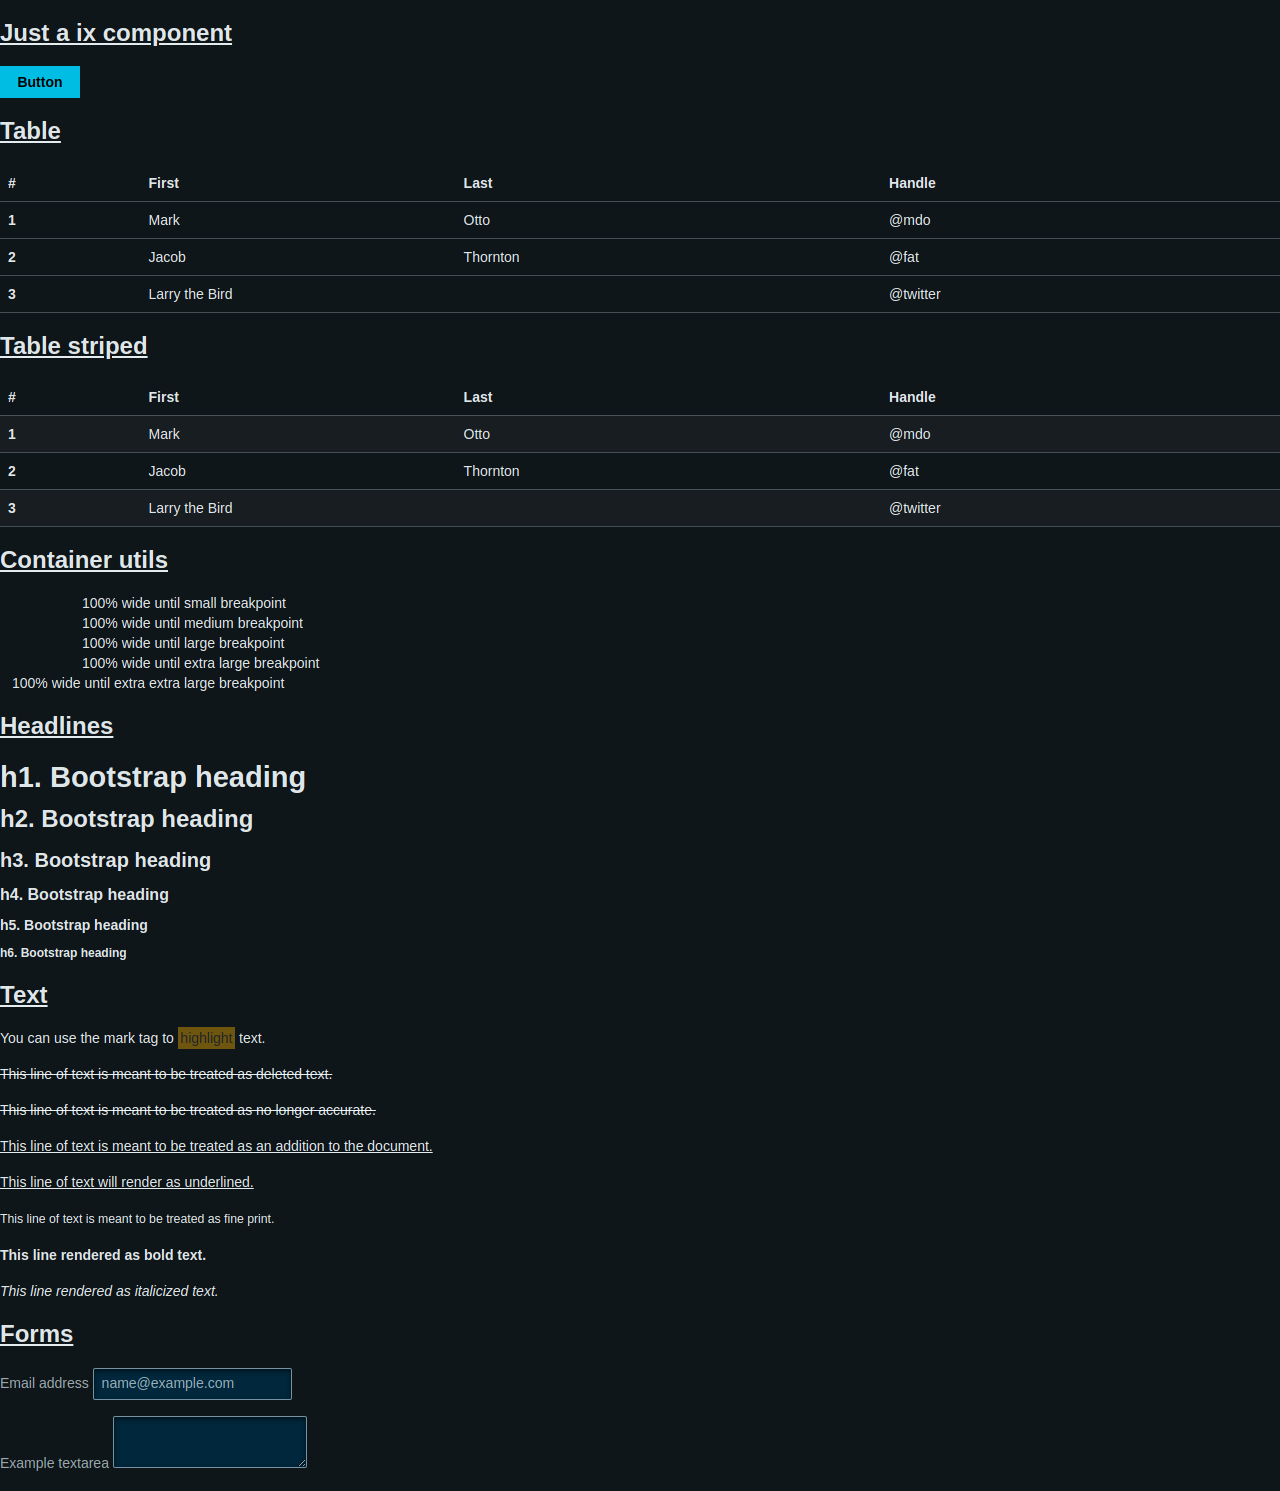 Just a ix component
Button
Table
# First Last Handle
1 Mark Otto @mdo
2 Jacob Thornton @fat
3 Larry the Bird @twitter
Table striped
# First Last Handle
1 Mark Otto @mdo
2 Jacob Thornton @fat
3 Larry the Bird @twitter
Container utils
100% wide until small breakpoint
100% wide until medium breakpoint
100% wide until large breakpoint
100% wide until extra large breakpoint
100% wide until extra extra large breakpoint
Headlines
h1. Bootstrap heading
h2. Bootstrap heading
h3. Bootstrap heading
h4. Bootstrap heading
h5. Bootstrap heading
h6. Bootstrap heading
Text
You can use the mark tag to highlight text.
This line of text is meant to be treated as deleted text.
This line of text is meant to be treated as no longer accurate.
This line of text is meant to be treated as an addition to the document.
This line of text will render as underlined.
This line of text is meant to be treated as fine print.
This line rendered as bold text.
This line rendered as italicized text.
Forms
Email address name@example.com
Example textarea